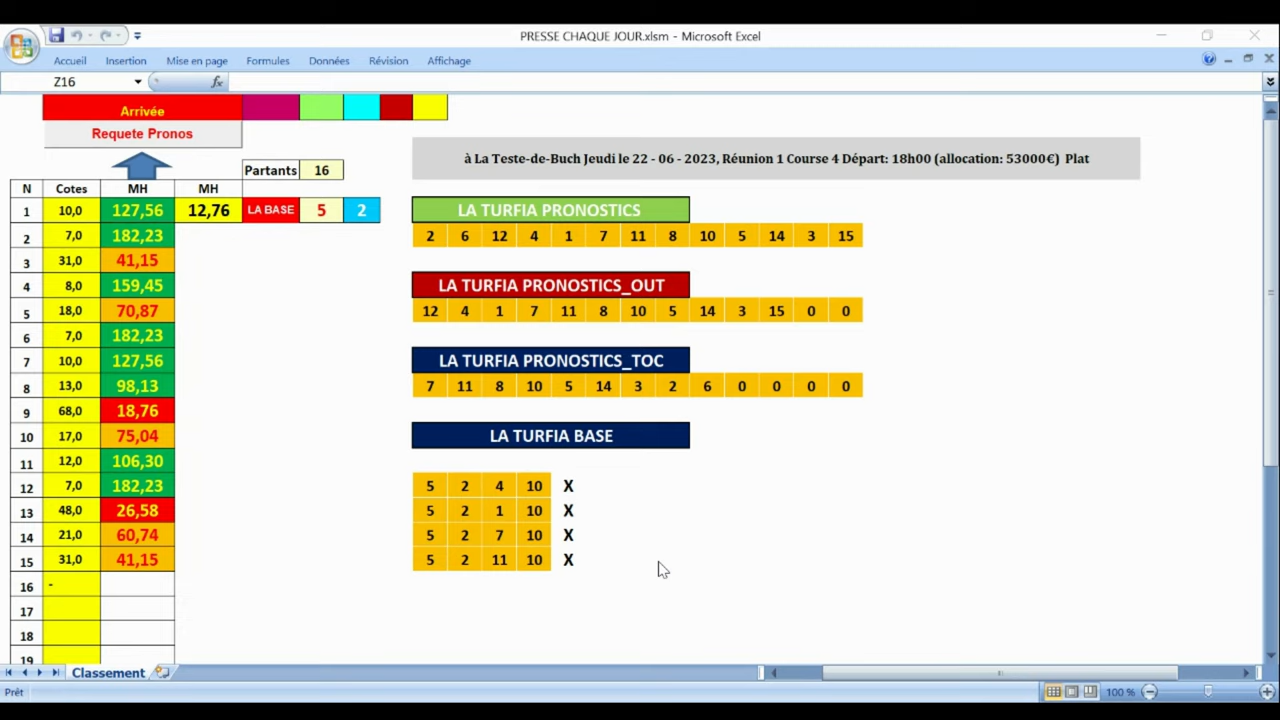 PRESSE CHAQUE JOUR.xlsm - Microsoft Excel
Accueil Insertion Mise en page Formules Données Révision Affichage
Z16 fx
Arrivée
Requete Pronos
à La Teste-de-Buch Jeudi le 22 - 06 - 2023, Réunion 1 Course 4 Départ: 18h00 (allocation: 53000€) Plat
Partants 16
N Cotes MH MH
1 10,0 127,56 12,76 LA BASE 5 2 LA TURFIA PRONOSTICS
2 7,0 182,23 2 6 12 4 1 7 11 8 10 5 14 3 15
3 31,0 41,15
4 8,0 159,45 LA TURFIA PRONOSTICS_OUT
5 18,0 70,87 12 4 1 7 11 8 10 5 14 3 15 0 0
6 7,0 182,23
7 10,0 127,56 LA TURFIA PRONOSTICS_TOC
8 13,0 98,13 7 11 8 10 5 14 3 2 6 0 0 0 0
9 68,0 18,76
10 17,0 75,04 LA TURFIA BASE
11 12,0 106,30
12 7,0 182,23 5 2 4 10 X
13 48,0 26,58 5 2 1 10 X
14 21,0 60,74 5 2 7 10 X
15 31,0 41,15 5 2 11 10 X
16 -
17
18
19
Classement
Prêt 100 %